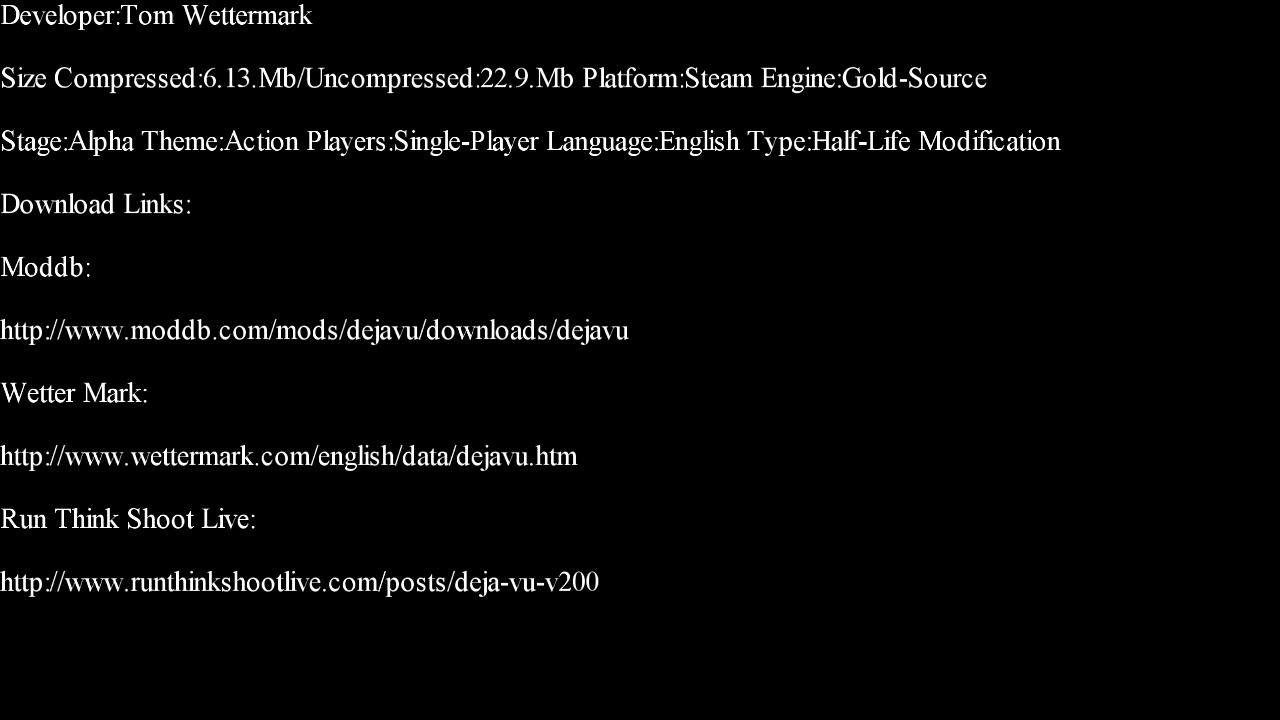 Developer:Tom Wettermark
Size Compressed:6.13.Mb/Uncompressed:22.9.Mb Platform:Steam Engine:Gold-Source
Stage:Alpha Theme:Action Players:Single-Player Language:English Type:Half-Life Modification
Download Links:
Moddb:
http://www.moddb.com/mods/dejavu/downloads/dejavu
Wetter Mark:
http://www.wettermark.com/english/data/dejavu.htm
Run Think Shoot Live:
http://www.runthinkshootlive.com/posts/deja-vu-v200